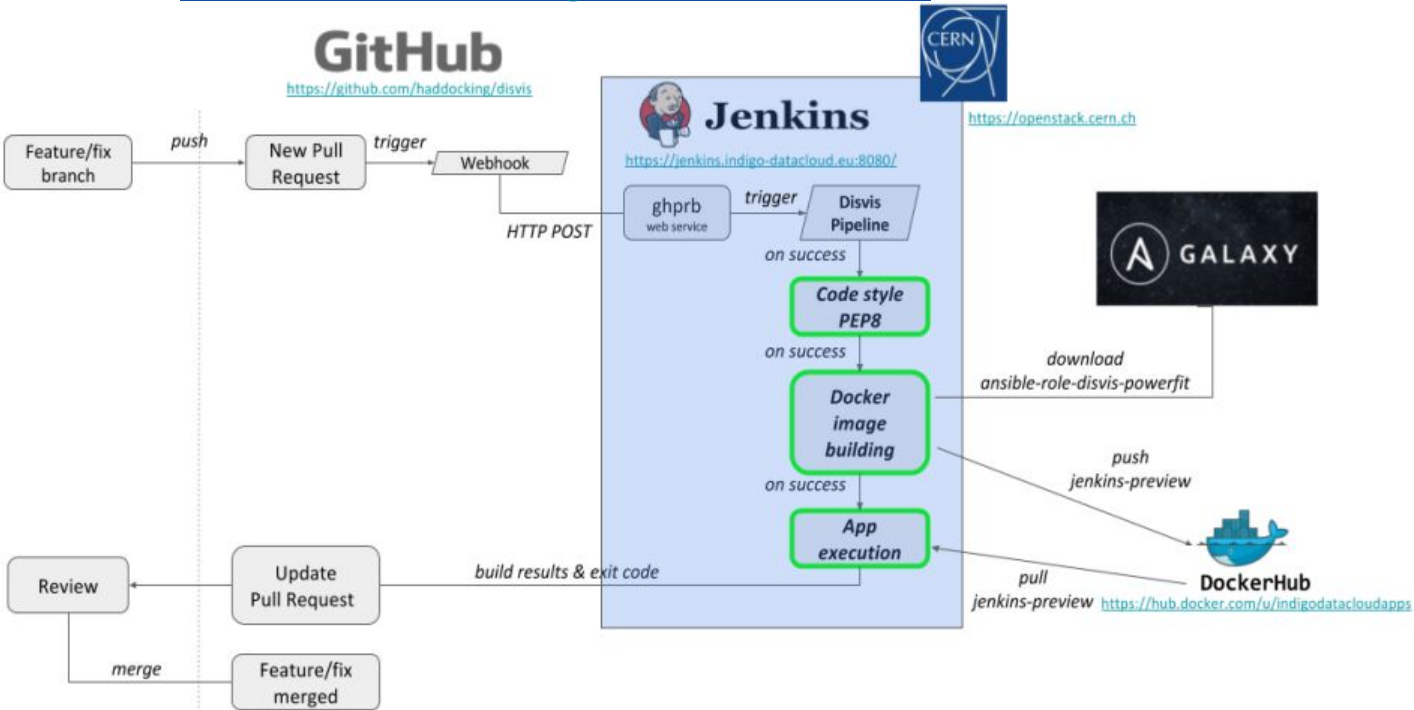 GitHub
https://github.com/haddocking/disvis
CERN
https://openstack.cern.ch
Jenkins
https://jenkins.indigo-datacloud.eu:8080/
Feature/fix
branch
push
New Pull
Request
trigger
Webhook
HTTP POST
ghprb
web service
trigger
Disvis
Pipeline
on success
Code style
PEP8
on success
Docker
image
building
on success
App
execution
A GALAXY
download
ansible-role-disvis-powerfit
push
jenkins-preview
DockerHub
https://hub.docker.com/u/indigodatacloudapps
pull
jenkins-preview
build results & exit code
Update
Pull Request
Review
merge
Feature/fix
merged